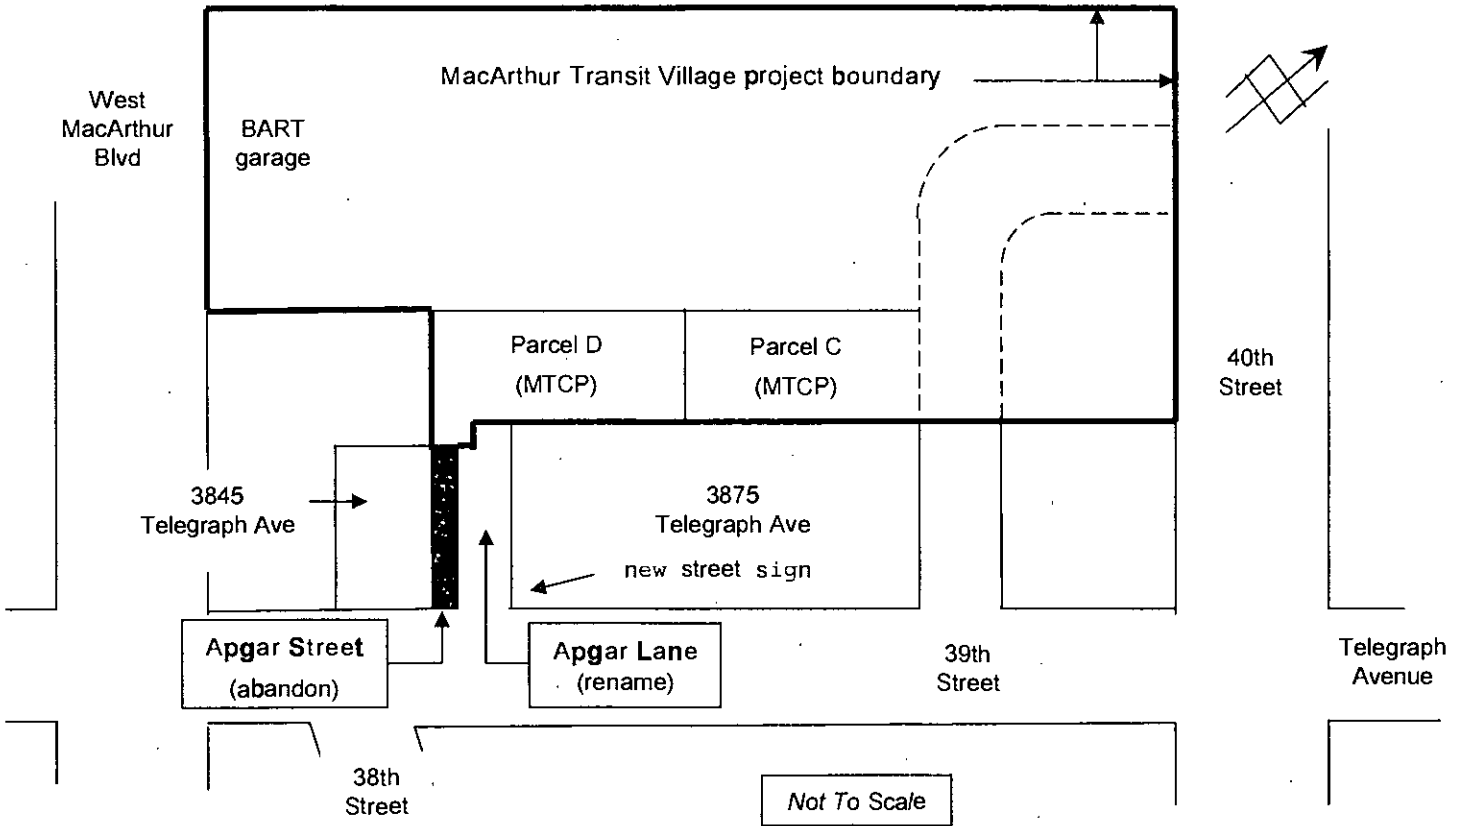 MacArthur Transit Village project boundary
West
MacArthur
Blvd
BART
garage
Parcel D
(MTCP)
Parcel C
(MTCP)
40th
Street
3845
Telegraph Ave
3875
Telegraph Ave
new street sign
Apgar Street
(abandon)
Apgar Lane
(rename)
39th
Street
Telegraph
Avenue
38th
Street
Not To Scale